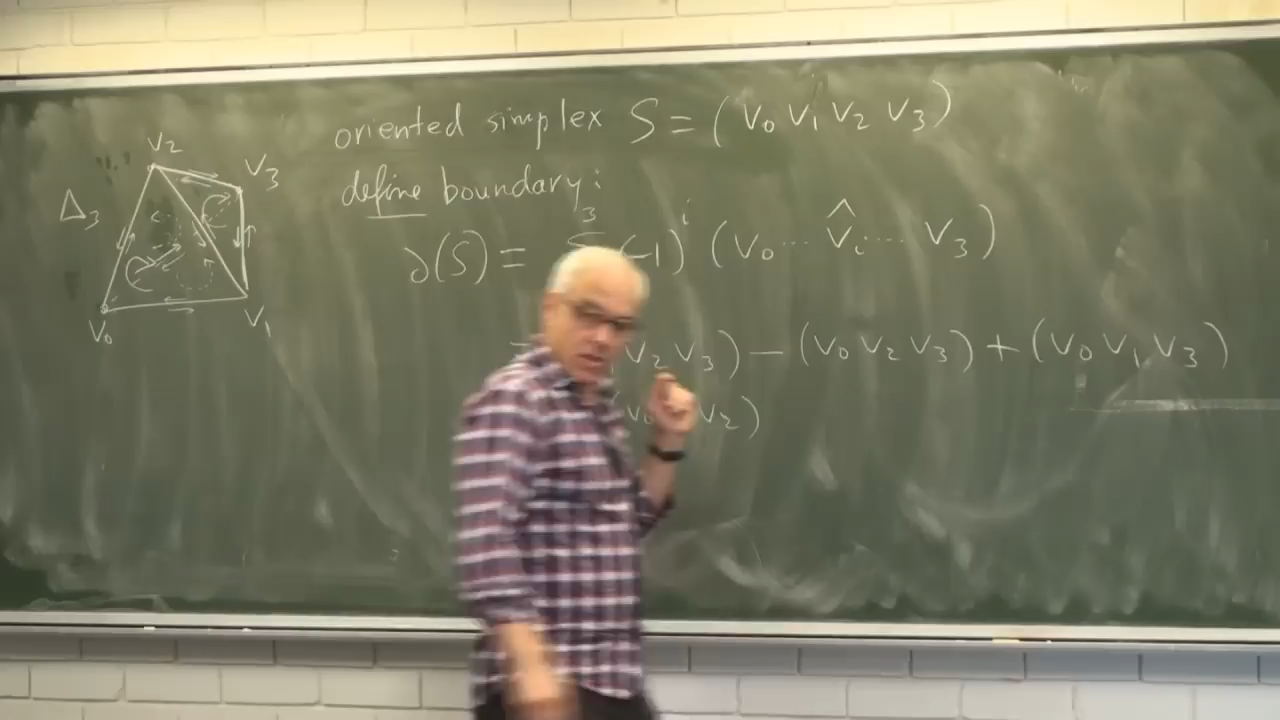 oriented simplex S = (V₀ V₁ V₂ V₃)
define boundary:
∂(S) = 3 (-1)ⁱ (V₀ ... V̂ᵢ ... V₃)
V₂ V₃) − (V₀ V₂ V₃) + (V₀ V₁ V₃)
V₂)
V₂
V₃
Δ₃
V₀
V₁